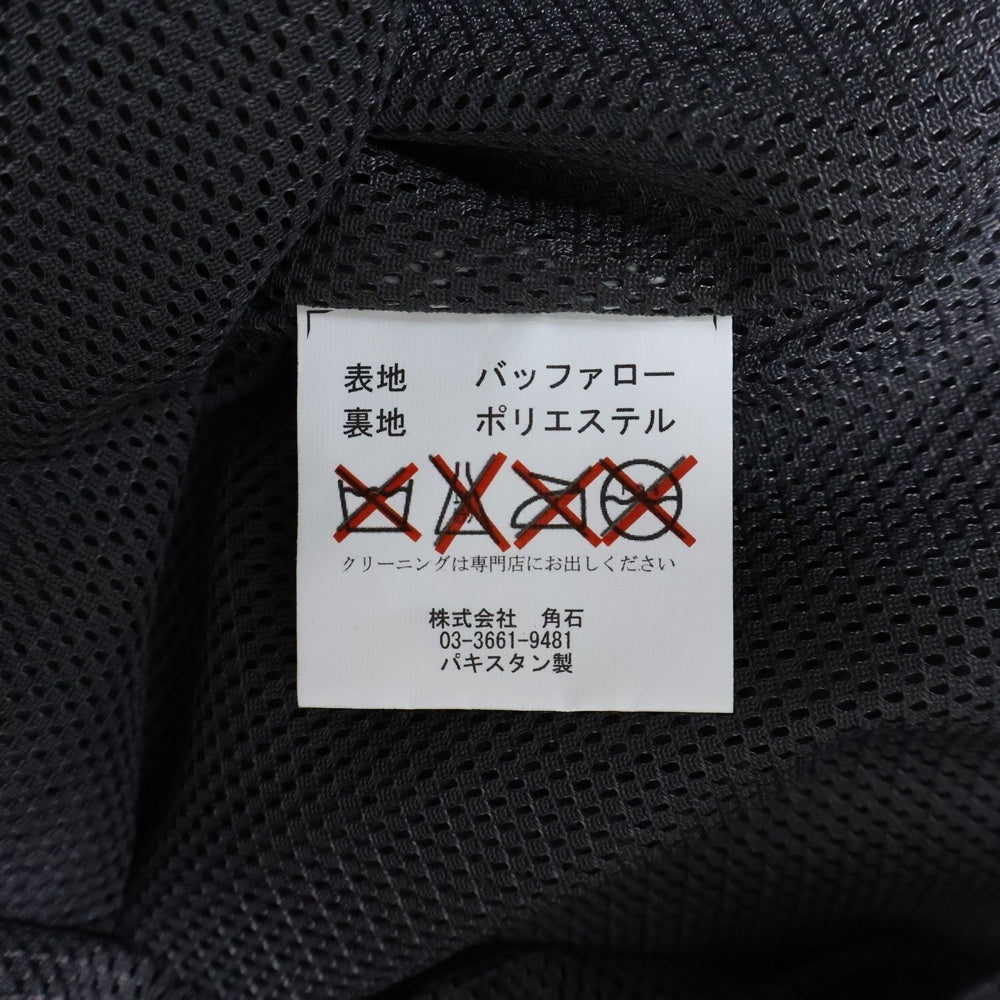 表地 バッファロー
裏地 ポリエステル
クリーニングは専門店にお出しください
株式会社 角石
03-3661-9481
パキスタン製